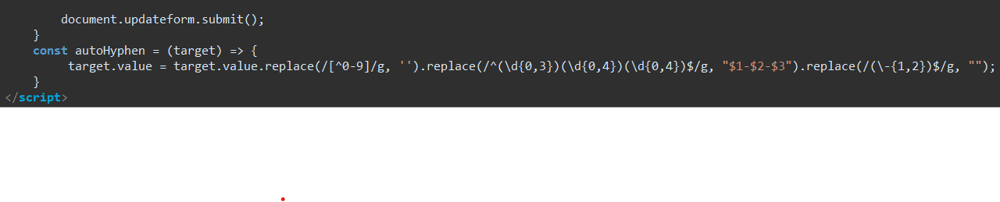 document.updateform.submit();
}
const autoHyphen = (target) => {
target.value = target.value.replace(/[^0-9]/g, '').replace(/^(\d{0,3})(\d{0,4})(\d{0,4})$/g, "$1-$2-$3").replace(/(\-{1,2})$/g, "");
}
</script>